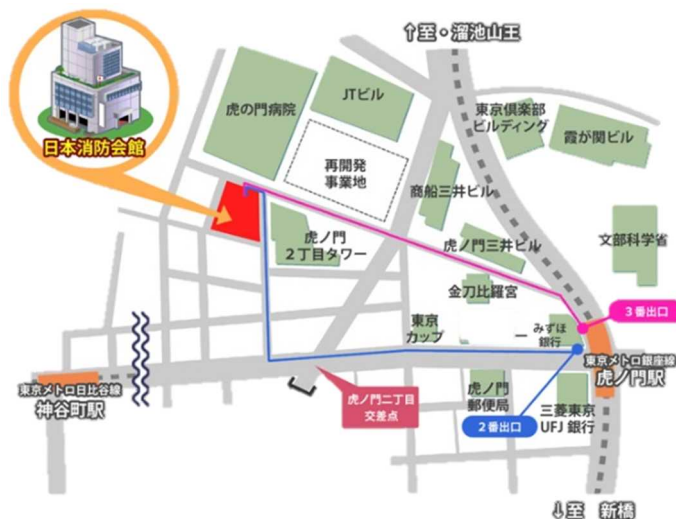 ↑至・溜池山王
JTビル
虎の門病院
東京倶楽部
ビルディング
霞が関ビル
日本消防会館
再開発
事業地
商船三井ビル
虎ノ門
2丁目タワー
虎ノ門三井ビル
文部科学省
金刀比羅宮
3番出口
東京
カップ
みずほ
銀行
東京メトロ銀座線
虎ノ門駅
東京メトロ日比谷線
神谷町駅
虎ノ門二丁目
交差点
虎ノ門
郵便局
2番出口
三菱東京
UFJ 銀行
↓至 新橋